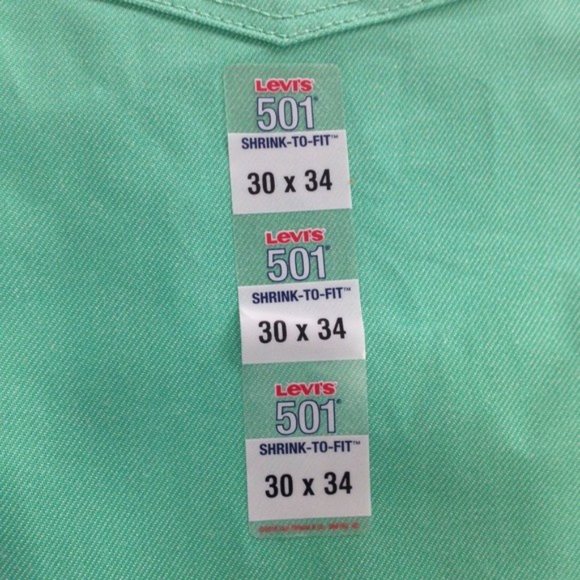 Levi's
501®
SHRINK-TO-FIT™
30 x 34
Levi's
501®
SHRINK-TO-FIT™
30 x 34
Levi's
501®
SHRINK-TO-FIT™
30 x 34